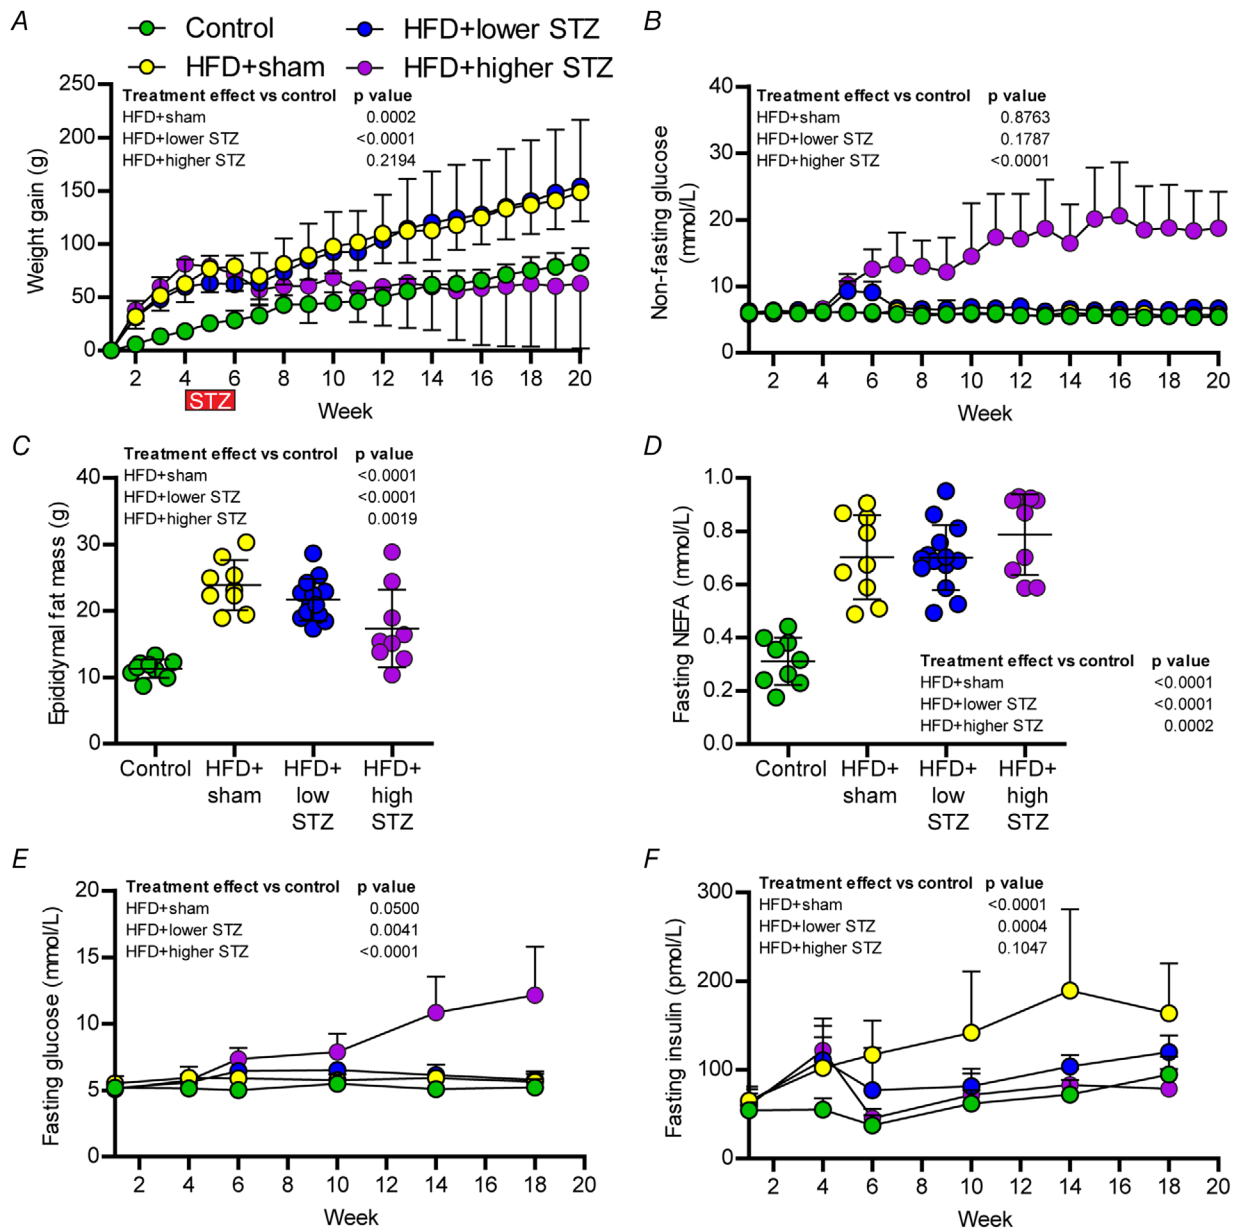 A
Control
HFD+lower STZ
HFD+sham
HFD+higher STZ
Treatment effect vs control p value
HFD+sham 0.0002
HFD+lower STZ <0.0001
HFD+higher STZ 0.2194
Weight gain (g)
250
200
150
100
50
0
2 4 6 8 10 12 14 16 18 20
STZ
Week
B
Treatment effect vs control p value
HFD+sham 0.8763
HFD+lower STZ 0.1787
HFD+higher STZ <0.0001
Non-fasting glucose
(mmol/L)
40
30
20
10
0
2 4 6 8 10 12 14 16 18 20
Week
C
Treatment effect vs control p value
HFD+sham <0.0001
HFD+lower STZ <0.0001
HFD+higher STZ 0.0019
Epididymal fat mass (g)
40
30
20
10
0
Control HFD+ HFD+ HFD+
sham low high
STZ STZ
D
Fasting NEFA (mmol/L)
1.0
0.8
0.6
0.4
0.2
0.0
Treatment effect vs control p value
HFD+sham <0.0001
HFD+lower STZ <0.0001
HFD+higher STZ 0.0002
Control HFD+ HFD+ HFD+
sham low high
STZ STZ
E
Treatment effect vs control p value
HFD+sham 0.0500
HFD+lower STZ 0.0041
HFD+higher STZ <0.0001
Fasting glucose (mmol/L)
20
15
10
5
0
2 4 6 8 10 12 14 16 18 20
Week
F
Treatment effect vs control p value
HFD+sham <0.0001
HFD+lower STZ 0.0004
HFD+higher STZ 0.1047
Fasting insulin (pmol/L)
300
200
100
0
2 4 6 8 10 12 14 16 18 20
Week